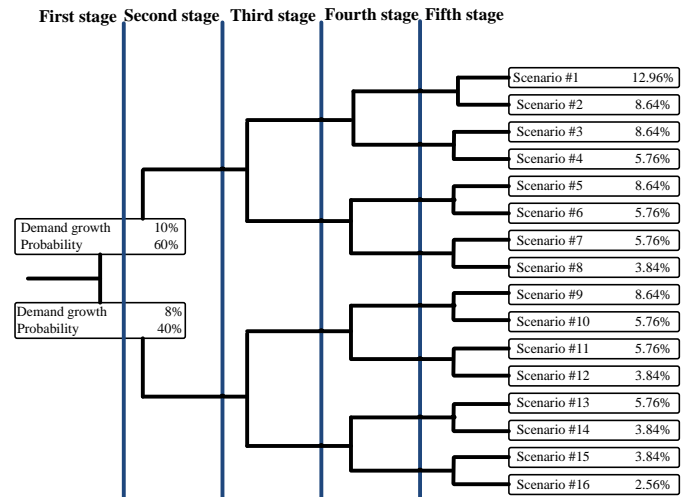 First stage Second stage Third stage Fourth stage Fifth stage
Scenario #1 12.96%
Scenario #2 8.64%
Scenario #3 8.64%
Scenario #4 5.76%
Scenario #5 8.64%
Scenario #6 5.76%
Demand growth 10%
Probability 60%
Scenario #7 5.76%
Scenario #8 3.84%
Scenario #9 8.64%
Demand growth 8%
Probability 40%
Scenario #10 5.76%
Scenario #11 5.76%
Scenario #12 3.84%
Scenario #13 5.76%
Scenario #14 3.84%
Scenario #15 3.84%
Scenario #16 2.56%